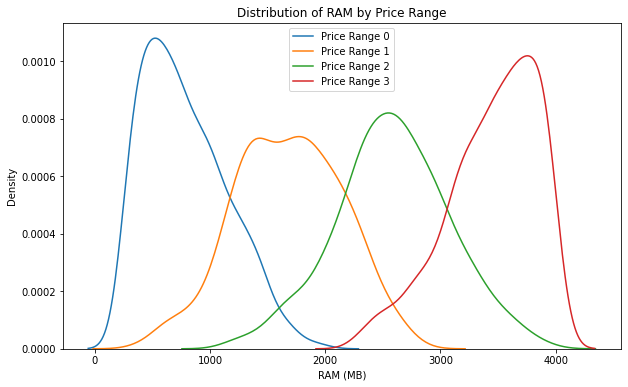 Distribution of RAM by Price Range
Price Range 0
Price Range 1
Price Range 2
Price Range 3
Density
0.0010
0.0008
0.0006
0.0004
0.0002
0.0000
0
1000
2000
3000
4000
RAM (MB)